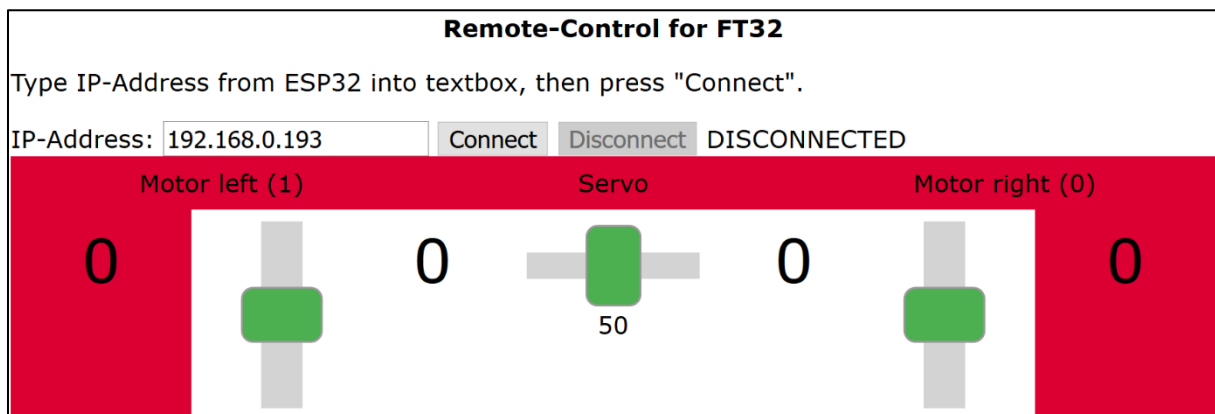 Remote-Control for FT32
Type IP-Address from ESP32 into textbox, then press "Connect".
IP-Address: 192.168.0.193 Connect Disconnect DISCONNECTED
Motor left (1) Servo Motor right (0)
0 0 0 0
50